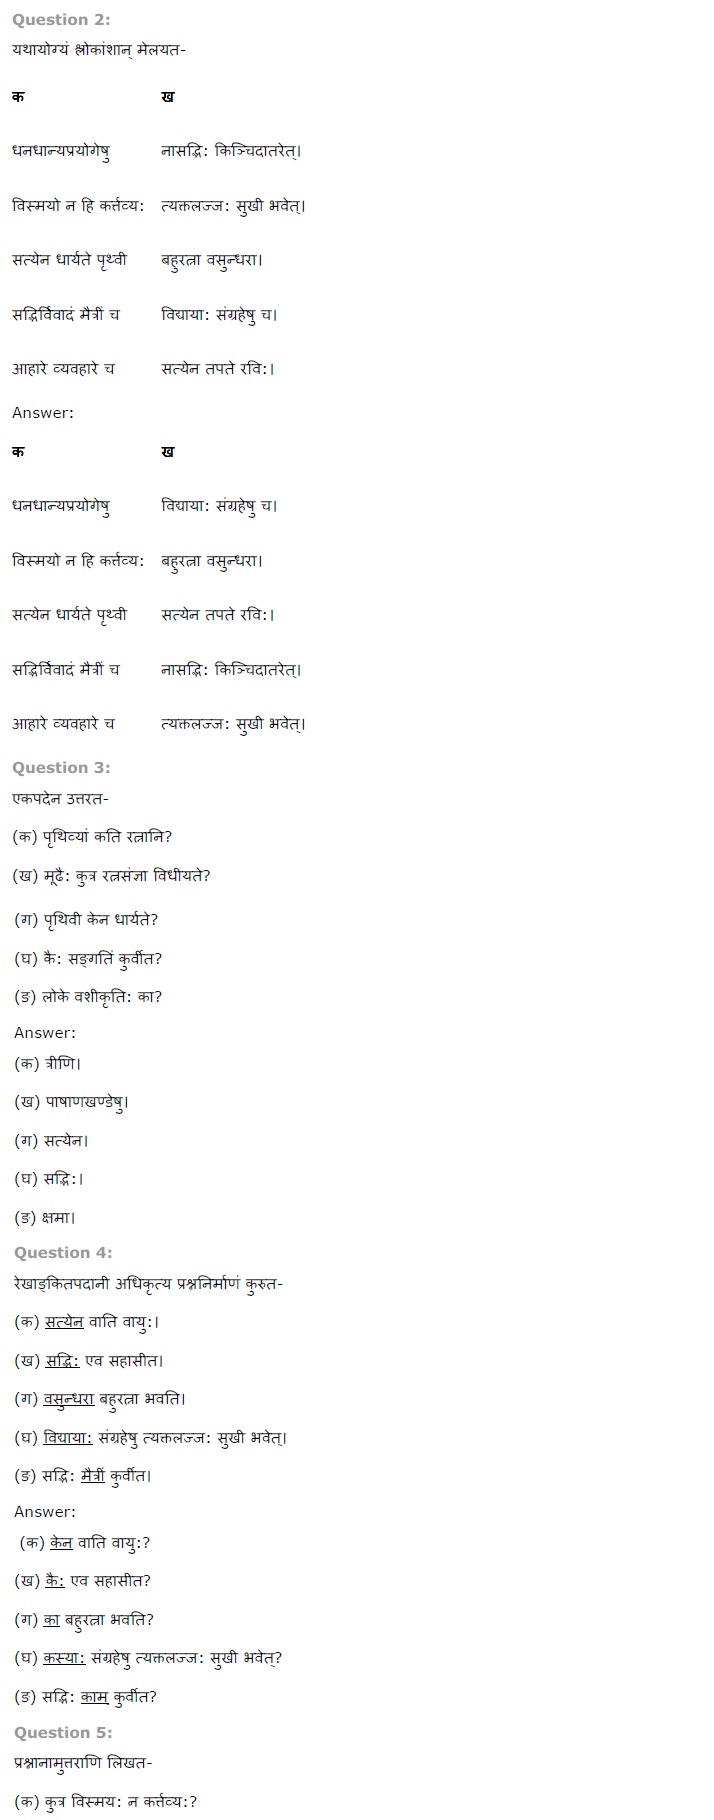 Question 2:
यथायोग्यं श्लोकांशान् मेलयत-
क ख
धनधान्यप्रयोगेषु नासद्भि: किञ्चिदाचरेत्।
विस्मयो न हि कर्त्तव्य: त्यक्तलज्ज: सुखी भवेत्।
सत्येन धार्यते पृथ्वी बहुरत्ना वसुन्धरा।
सद्भिर्विवादं मैत्रीं च विद्याया: संग्रहेषु च।
आहारे व्यवहारे च सत्येन तपते रवि:।
Answer:
क ख
धनधान्यप्रयोगेषु विद्याया: संग्रहेषु च।
विस्मयो न हि कर्त्तव्य: बहुरत्ना वसुन्धरा।
सत्येन धार्यते पृथ्वी सत्येन तपते रवि:।
सद्भिर्विवादं मैत्रीं च नासद्भि: किञ्चिदाचरेत्।
आहारे व्यवहारे च त्यक्तलज्ज: सुखी भवेत्।
Question 3:
एकपदेन उत्तरत-
(क) पृथिव्यां कति रत्नानि?
(ख) मूढै: कुत्र रत्नसंज्ञा विधीयते?
(ग) पृथिवी केन धार्यते?
(घ) कै: सङ्गतिं कुर्वीत?
(ङ) लोके वशीकृति: का?
Answer:
(क) त्रीणि।
(ख) पाषाणखण्डेषु।
(ग) सत्येन।
(घ) सद्भि:।
(ङ) क्षमा।
Question 4:
रेखाङ्कितपदानी अधिकृत्य प्रश्ननिर्माणं कुरुत-
(क) सत्येन वाति वायु:।
(ख) सद्भि: एव सहासीत।
(ग) वसुन्धरा बहुरत्ना भवति।
(घ) विद्याया: संग्रहेषु त्यक्तलज्ज: सुखी भवेत्।
(ङ) सद्भि: मैत्रीं कुर्वीत।
Answer:
(क) केन वाति वायु:?
(ख) कै: एव सहासीत?
(ग) का बहुरत्ना भवति?
(घ) कस्या: संग्रहेषु त्यक्तलज्ज: सुखी भवेत्?
(ङ) सद्भि: काम् कुर्वीत?
Question 5:
प्रश्नानामुत्तराणि लिखत-
(क) कुत्र विस्मय: न कर्त्तव्य:?